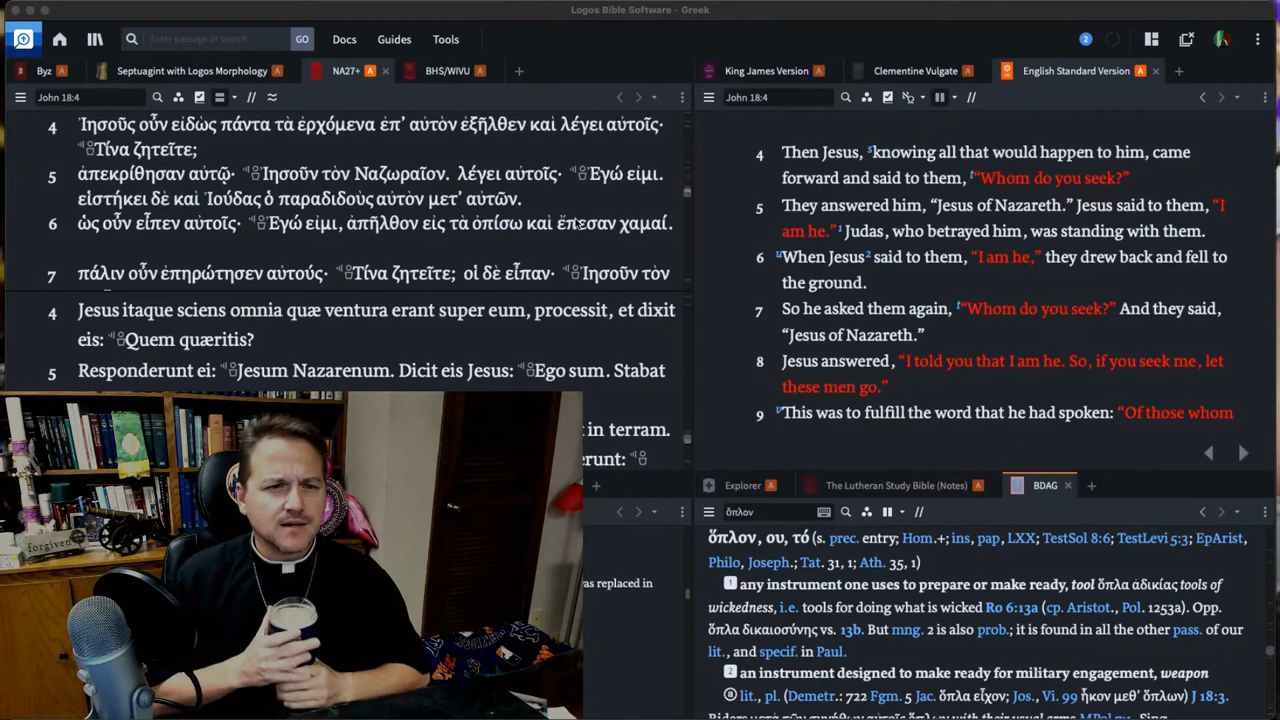 Logos Bible Software - Greek
Enter passage or search GO Docs Guides Tools 2
Byz A Septuagint with Logos Morphology A NA27+ A BHS/WIVU A
John 18:4
4 Ἰησοῦς οὖν εἰδὼς πάντα τὰ ἐρχόμενα ἐπ’ αὐτὸν ἐξῆλθεν καὶ λέγει αὐτοῖς·
Τίνα ζητεῖτε;
5 ἀπεκρίθησαν αὐτῷ· Ἰησοῦν τὸν Ναζωραῖον. λέγει αὐτοῖς· Ἐγώ εἰμι.
εἱστήκει δὲ καὶ Ἰούδας ὁ παραδιδοὺς αὐτὸν μετ’ αὐτῶν.
6 ὡς οὖν εἶπεν αὐτοῖς· Ἐγώ εἰμι, ἀπῆλθον εἰς τὰ ὀπίσω καὶ ἔπεσαν χαμαί.
7 πάλιν οὖν ἐπηρώτησεν αὐτούς· Τίνα ζητεῖτε; οἱ δὲ εἶπαν· Ἰησοῦν τὸν
4 Jesus itaque sciens omnia quæ ventura erant super eum, processit, et dixit
eis: Quem quæritis?
5 Responderunt ei: Jesum Nazarenum. Dicit eis Jesus: Ego sum. Stabat
in terram.
erunt:
was replaced in
forgiven
King James Version A Clementine Vulgate A English Standard Version A
John 18:4
4 Then Jesus, s knowing all that would happen to him, came
forward and said to them, t “Whom do you seek?”
5 They answered him, “Jesus of Nazareth.” Jesus said to them, “I
am he.” 1 Judas, who betrayed him, was standing with them.
6 u When Jesus 2 said to them, “I am he,” they drew back and fell to
the ground.
7 So he asked them again, t “Whom do you seek?” And they said,
“Jesus of Nazareth.”
8 Jesus answered, “I told you that I am he. So, if you seek me, let
these men go.”
9 v This was to fulfill the word that he had spoken: “Of those whom
Explorer A The Lutheran Study Bible (Notes) A BDAG
ὅπλον
ὅπλον, ου, τό (s. prec. entry; Hom.+; ins, pap, LXX; TestSol 8:6; TestLevi 5:3; EpArist,
Philo, Joseph.; Tat. 31, 1; Ath. 35, 1)
1 any instrument one uses to prepare or make ready, tool ὅπλα ἀδικίας tools of
wickedness, i.e. tools for doing what is wicked Ro 6:13a (cp. Aristot., Pol. 1253a). Opp.
ὅπλα δικαιοσύνης vs. 13b. But mng. 2 is also prob.; it is found in all the other pass. of our
lit., and specif. in Paul.
2 an instrument designed to make ready for military engagement, weapon
a lit., pl. (Demetr.: 722 Fgm. 5 Jac. ὅπλα εἶχον; Jos., Vi. 99 ἧκον μεθ’ ὅπλων) J 18:3.